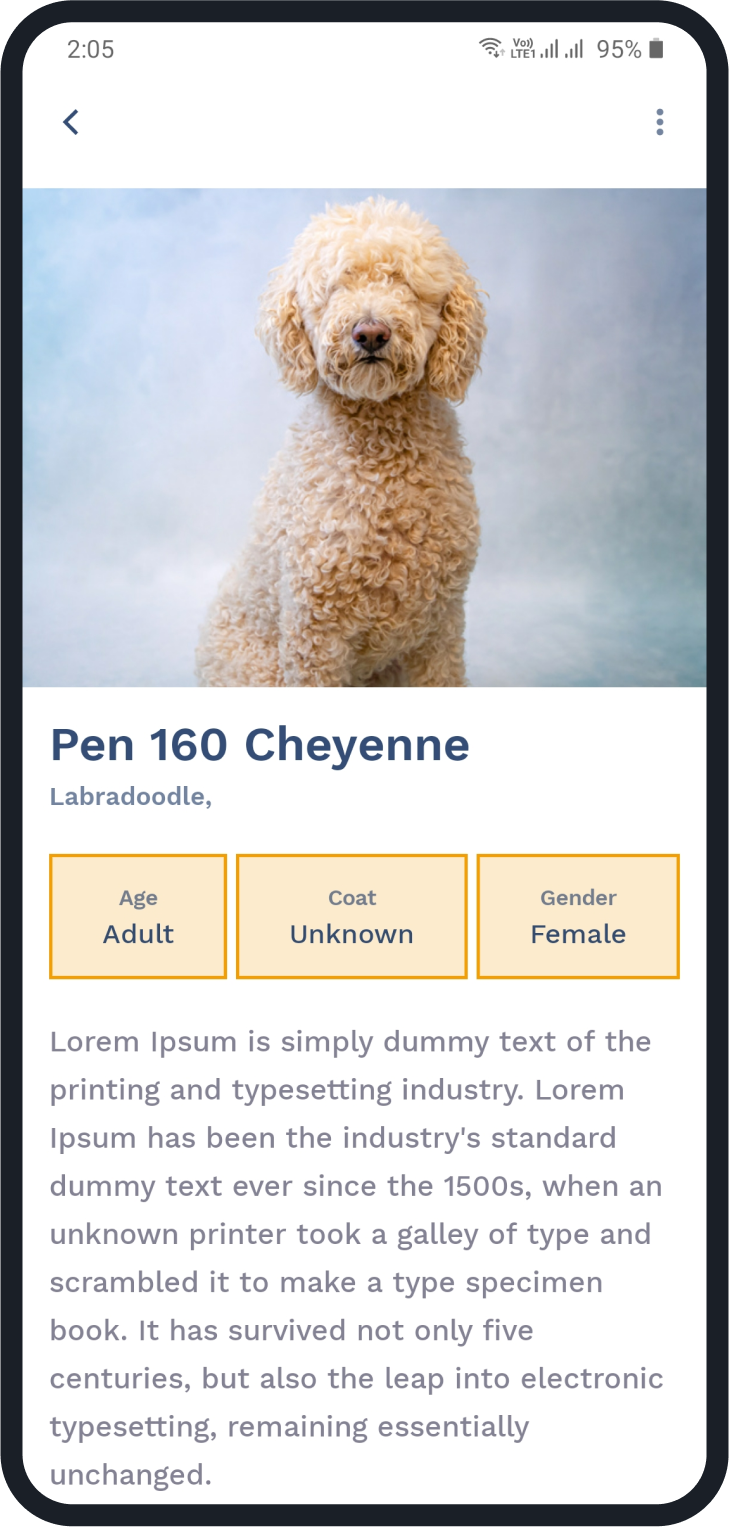 2:05
Vo)) LTE1 95%
Pen 160 Cheyenne
Labradoodle,
Age Coat Gender
Adult Unknown Female
Lorem Ipsum is simply dummy text of the
printing and typesetting industry. Lorem
Ipsum has been the industry's standard
dummy text ever since the 1500s, when an
unknown printer took a galley of type and
scrambled it to make a type specimen
book. It has survived not only five
centuries, but also the leap into electronic
typesetting, remaining essentially
unchanged.